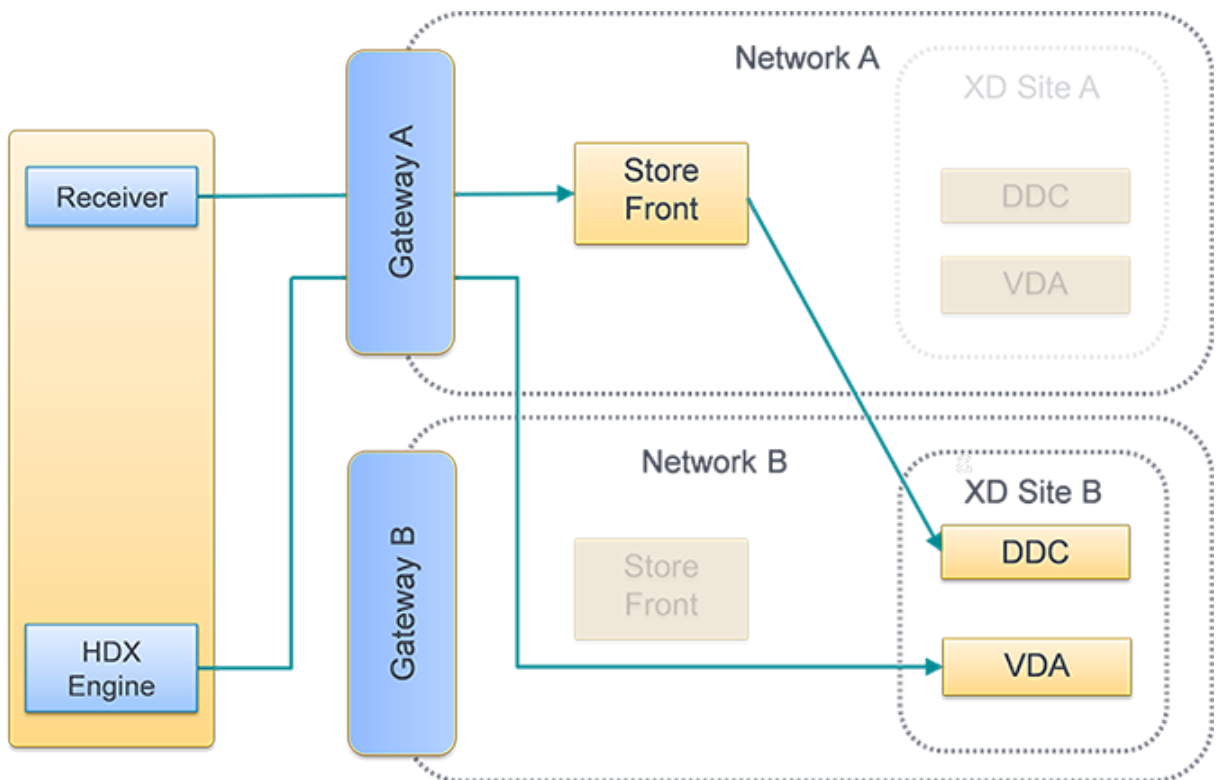 Network A
XD Site A
Gateway A
Receiver
Store
Front
DDC
VDA
Network B
XD Site B
Gateway B
Store
Front
DDC
HDX
Engine
VDA